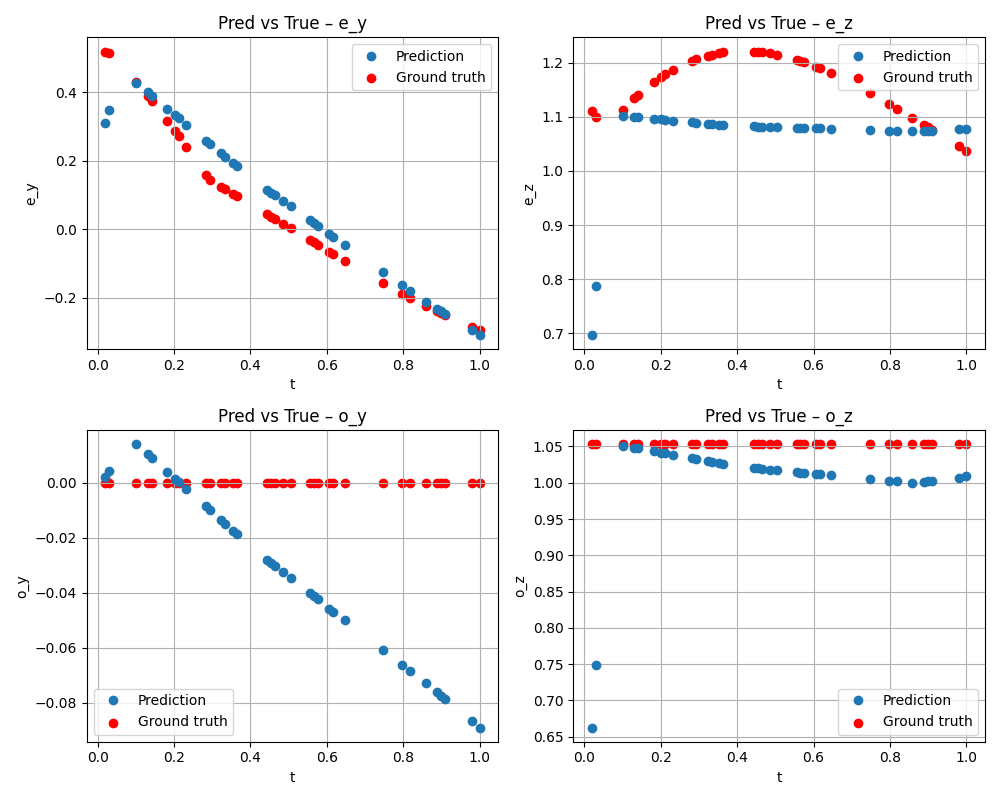 Pred vs True – e_y
Prediction
Ground truth
0.4
0.2
0.0
−0.2
e_y
0.0
0.2
0.4
0.6
0.8
1.0
t
Pred vs True – e_z
Prediction
Ground truth
1.2
1.1
1.0
0.9
0.8
0.7
e_z
0.0
0.2
0.4
0.6
0.8
1.0
t
Pred vs True – o_y
0.00
−0.02
−0.04
−0.06
−0.08
o_y
Prediction
Ground truth
0.0
0.2
0.4
0.6
0.8
1.0
t
Pred vs True – o_z
1.05
1.00
0.95
0.90
0.85
0.80
0.75
0.70
0.65
o_z
Prediction
Ground truth
0.0
0.2
0.4
0.6
0.8
1.0
t